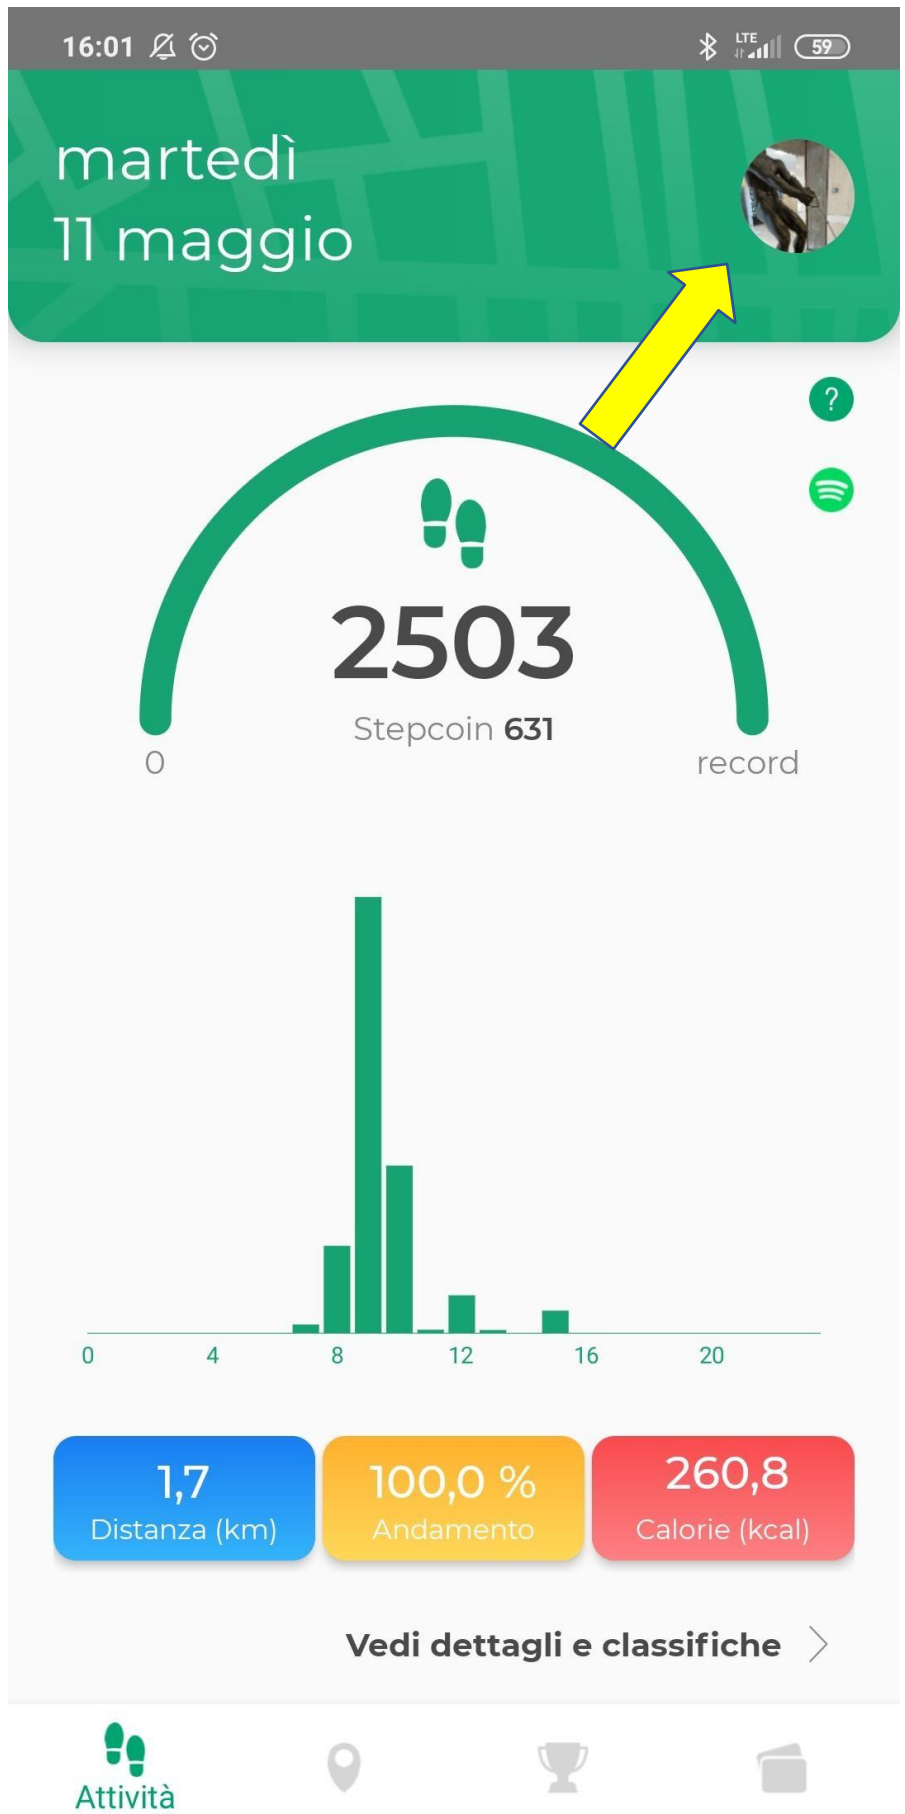 16:01
LTE
59
martedì
11 maggio
?
2503
Stepcoin 631
0
record
0 4 8 12 16 20
1,7
Distanza (km)
100,0 %
Andamento
260,8
Calorie (kcal)
Vedi dettagli e classifiche
Attività